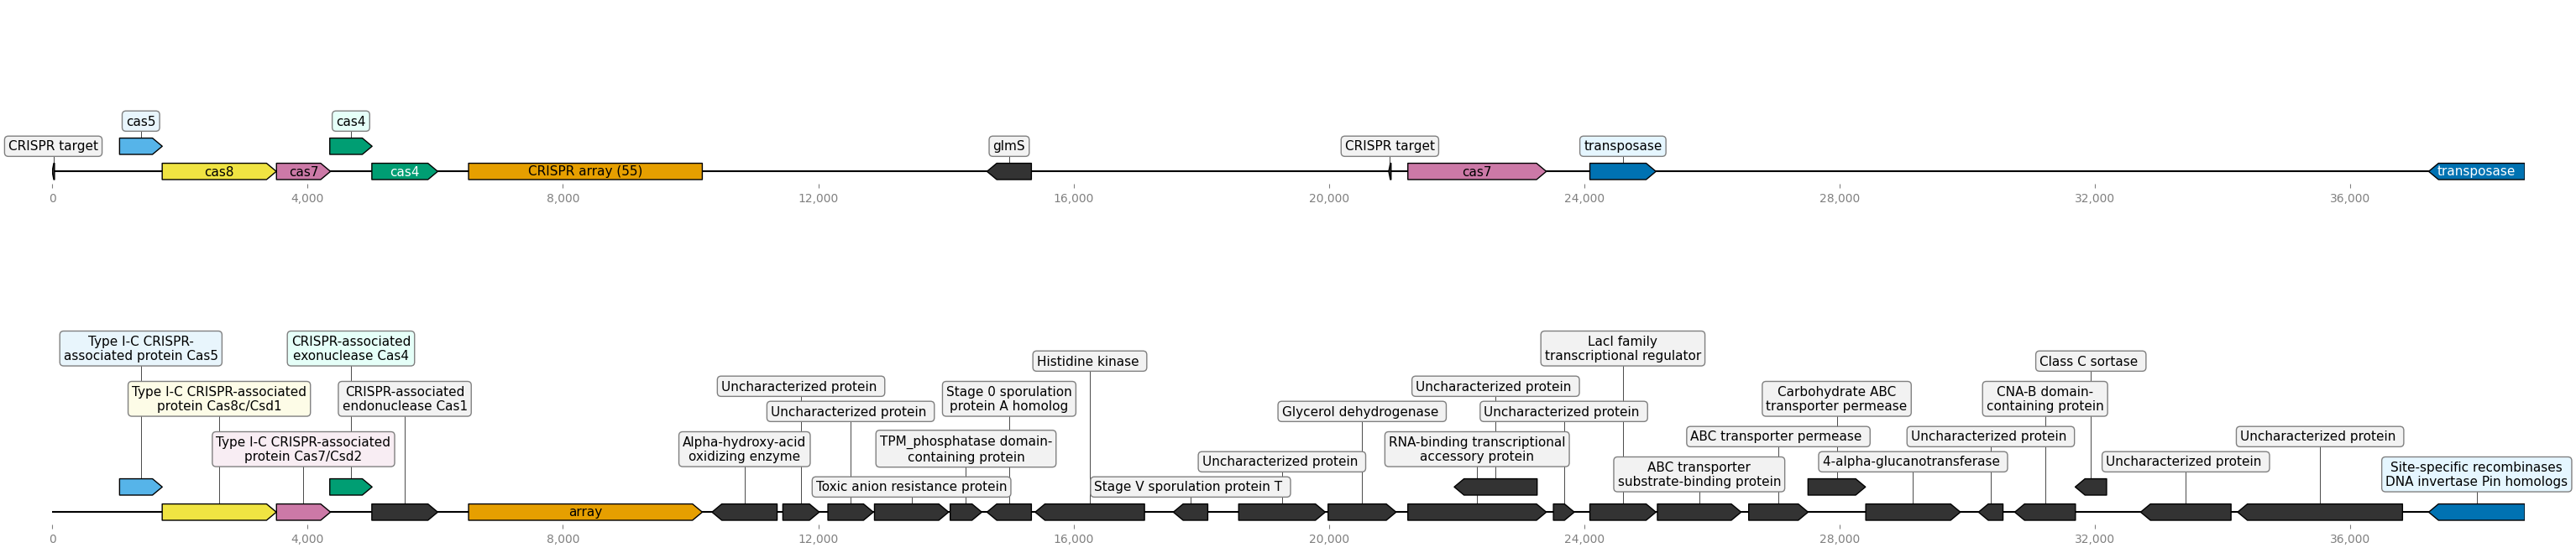 cas5
cas4
CRISPR target
glmS
CRISPR target
transposase
cas8
cas7
cas4
CRISPR array (55)
cas7
transposase
0
4,000
8,000
12,000
16,000
20,000
24,000
28,000
32,000
36,000
Type I-C CRISPR-
associated protein Cas5
CRISPR-associated
exonuclease Cas4
LacI family
transcriptional regulator
Histidine kinase
Class C sortase
Type I-C CRISPR-associated
protein Cas8c/Csd1
CRISPR-associated
endonuclease Cas1
Uncharacterized protein
Stage 0 sporulation
protein A homolog
Uncharacterized protein
Carbohydrate ABC
transporter permease
CNA-B domain-
containing protein
Uncharacterized protein
Glycerol dehydrogenase
Uncharacterized protein
Type I-C CRISPR-associated
protein Cas7/Csd2
Alpha-hydroxy-acid
oxidizing enzyme
TPM_phosphatase domain-
containing protein
RNA-binding transcriptional
accessory protein
ABC transporter permease
Uncharacterized protein
Uncharacterized protein
Uncharacterized protein
4-alpha-glucanotransferase
Uncharacterized protein
Toxic anion resistance protein
Stage V sporulation protein T
ABC transporter
substrate-binding protein
Site-specific recombinases
DNA invertase Pin homologs
array
0
4,000
8,000
12,000
16,000
20,000
24,000
28,000
32,000
36,000